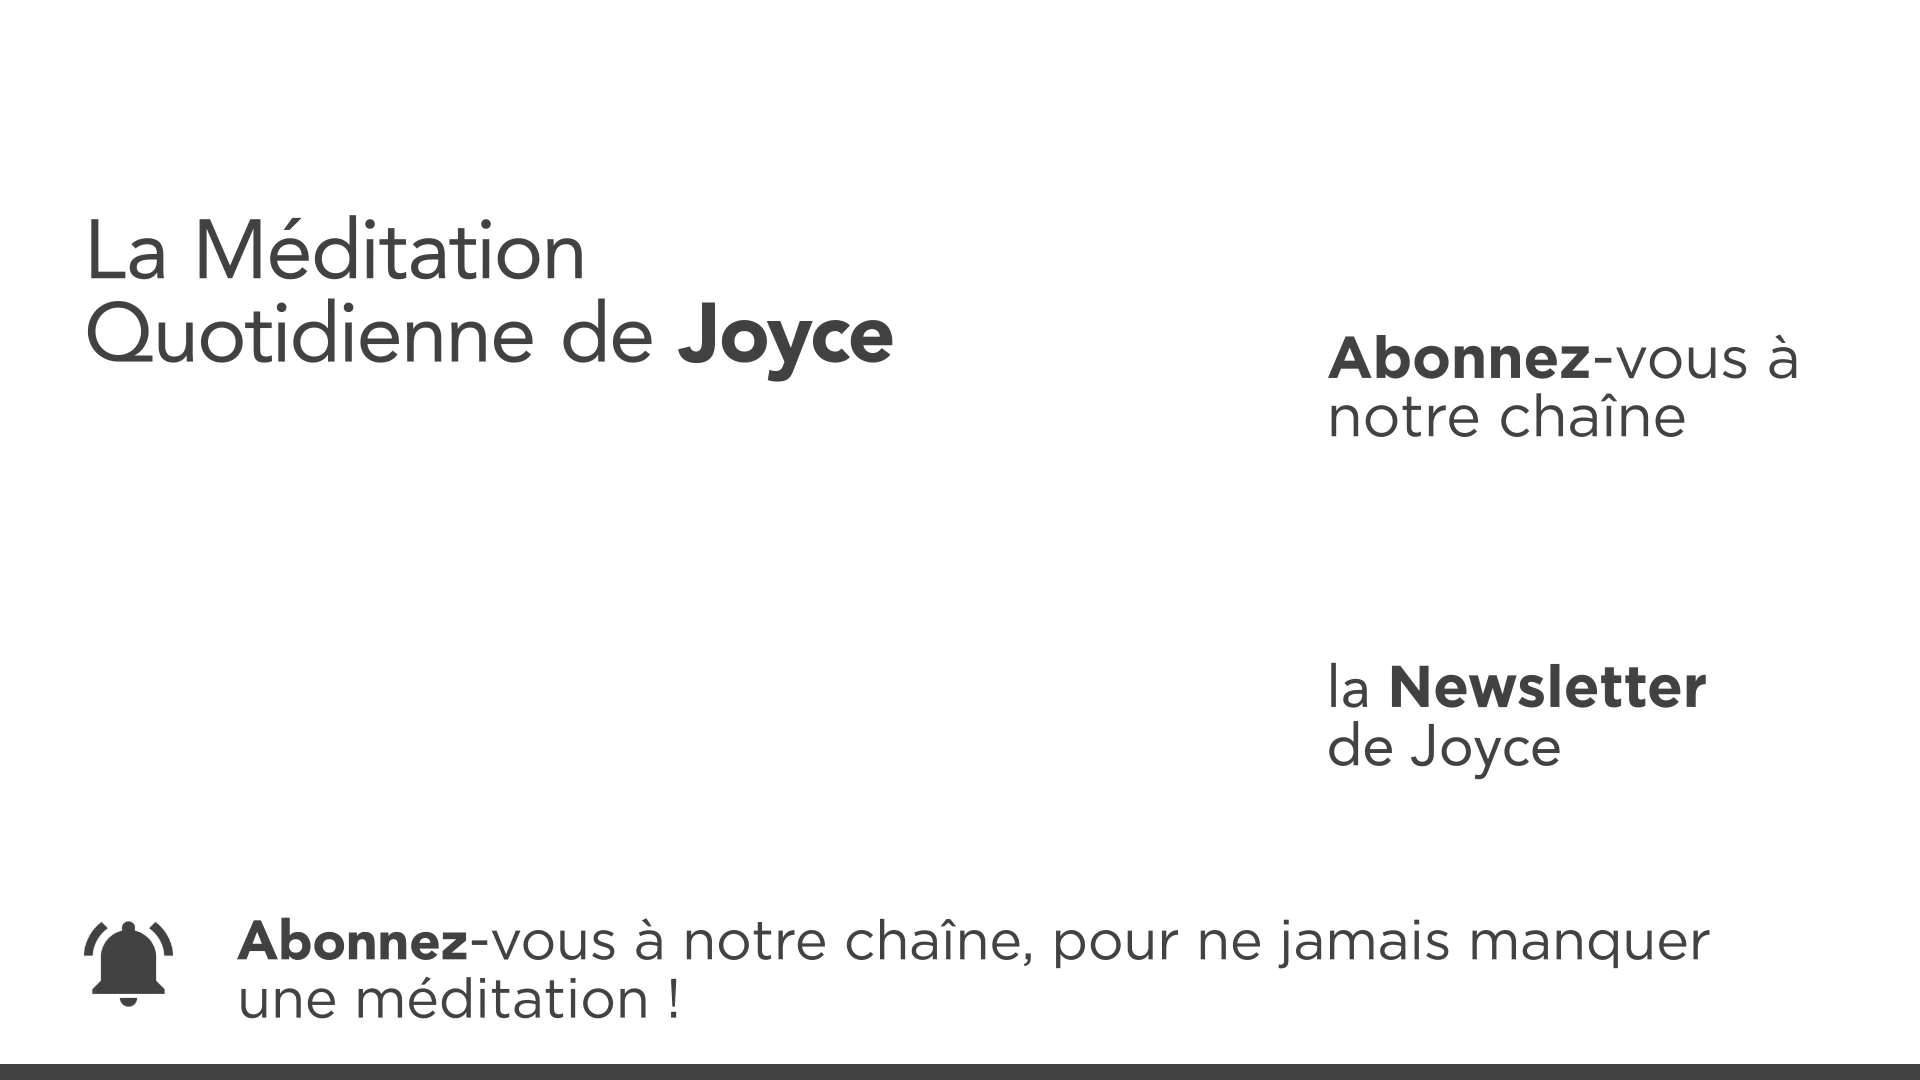 La Méditation
Quotidienne de Joyce
Abonnez-vous à
notre chaîne
la Newsletter
de Joyce
Abonnez-vous à notre chaîne, pour ne jamais manquer
une méditation !